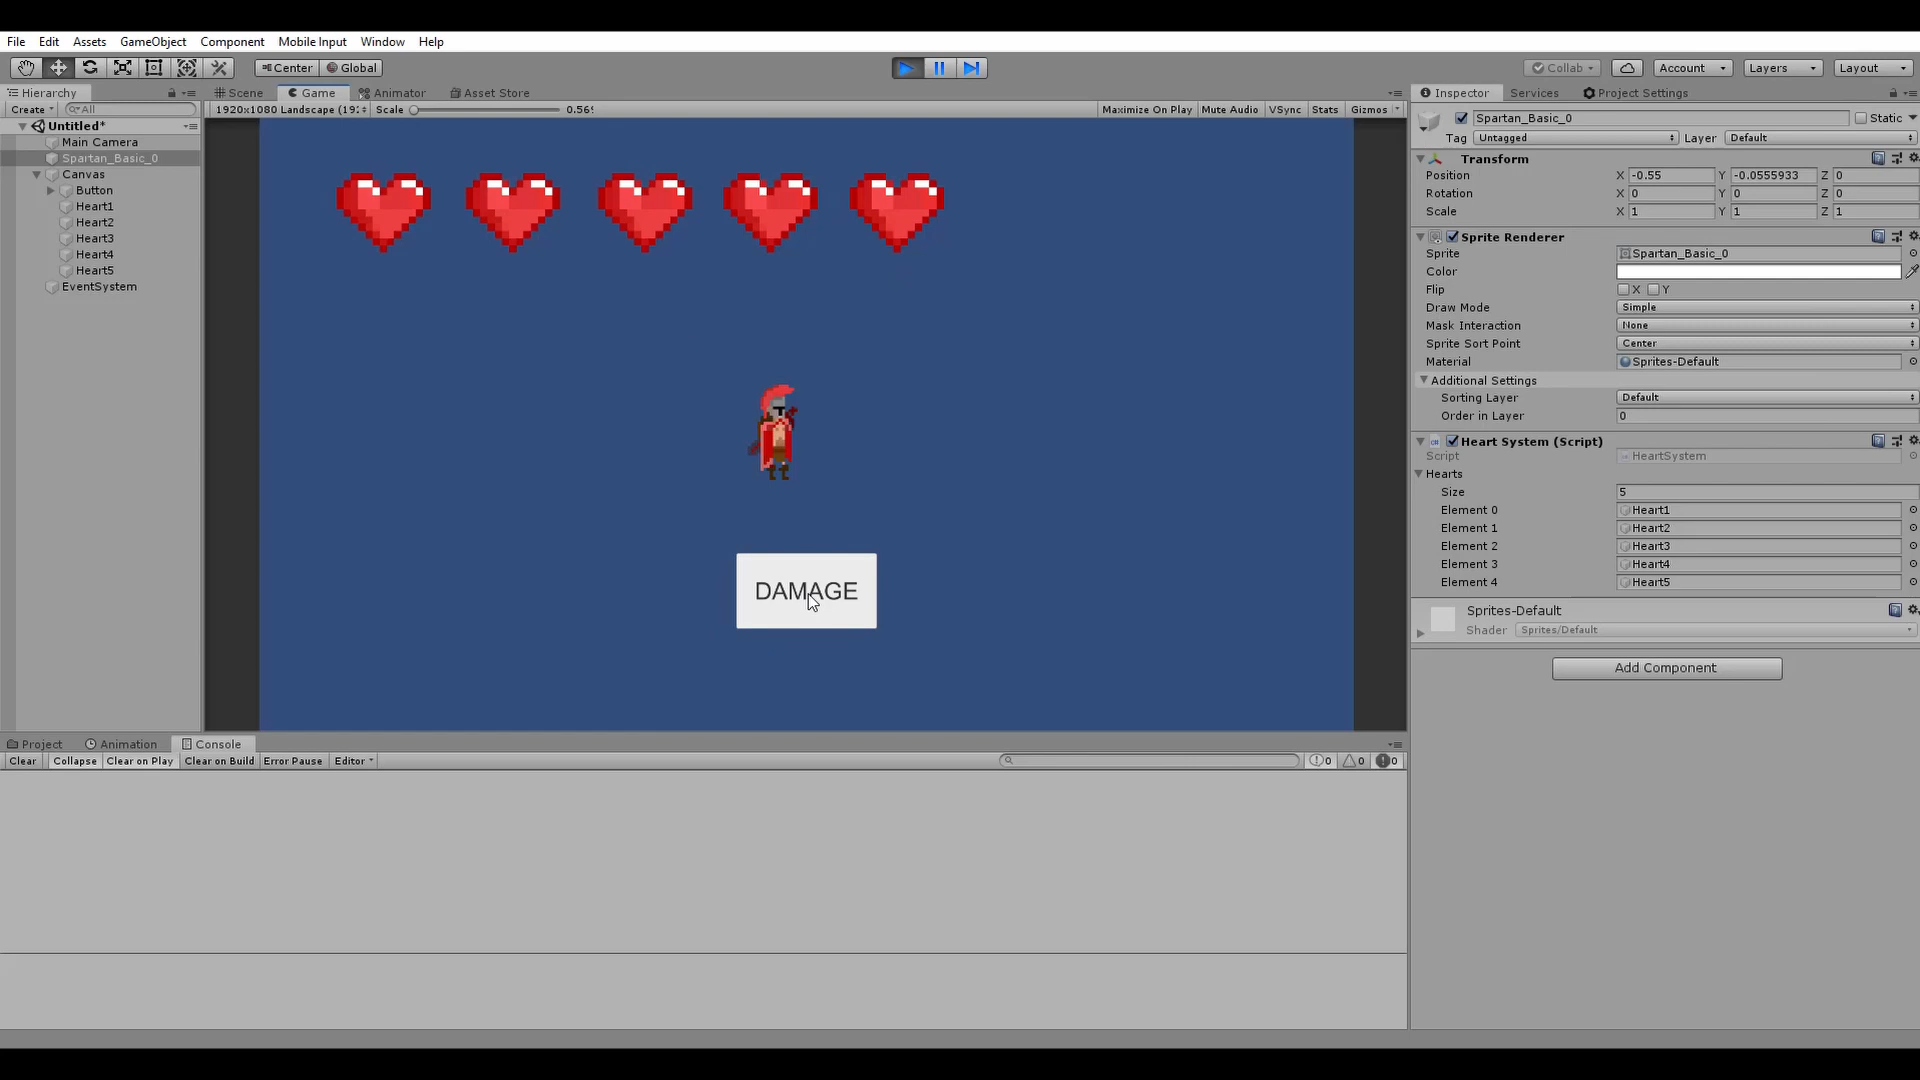 File Edit Assets GameObject Component Mobile Input Window Help
Center Global Collab Account Layers Layout
Hierarchy
Create All
Untitled*
Main Camera
Spartan_Basic_0
Canvas
Button
Heart1
Heart2
Heart3
Heart4
Heart5
EventSystem
Scene Game Animator Asset Store
1920x1080 Landscape (19 Scale 0.56 Maximize On Play Mute Audio VSync Stats Gizmos
DAMAGE
Inspector Services Project Settings
Spartan_Basic_0 Static
Tag Untagged Layer Default
Transform
Position X -0.55 Y -0.0555933 Z 0
Rotation X 0 Y 0 Z 0
Scale X 1 Y 1 Z 1
Sprite Renderer
Sprite Spartan_Basic_0
Color
Flip X Y
Draw Mode Simple
Mask Interaction None
Sprite Sort Point Center
Material Sprites-Default
Additional Settings
Sorting Layer Default
Order in Layer 0
Heart System (Script)
Script HeartSystem
Hearts
Size 5
Element 0 Heart1
Element 1 Heart2
Element 2 Heart3
Element 3 Heart4
Element 4 Heart5
Sprites-Default
Shader Sprites/Default
Add Component
Project Animation Console
Clear Collapse Clear on Play Clear on Build Error Pause Editor 0 0 0